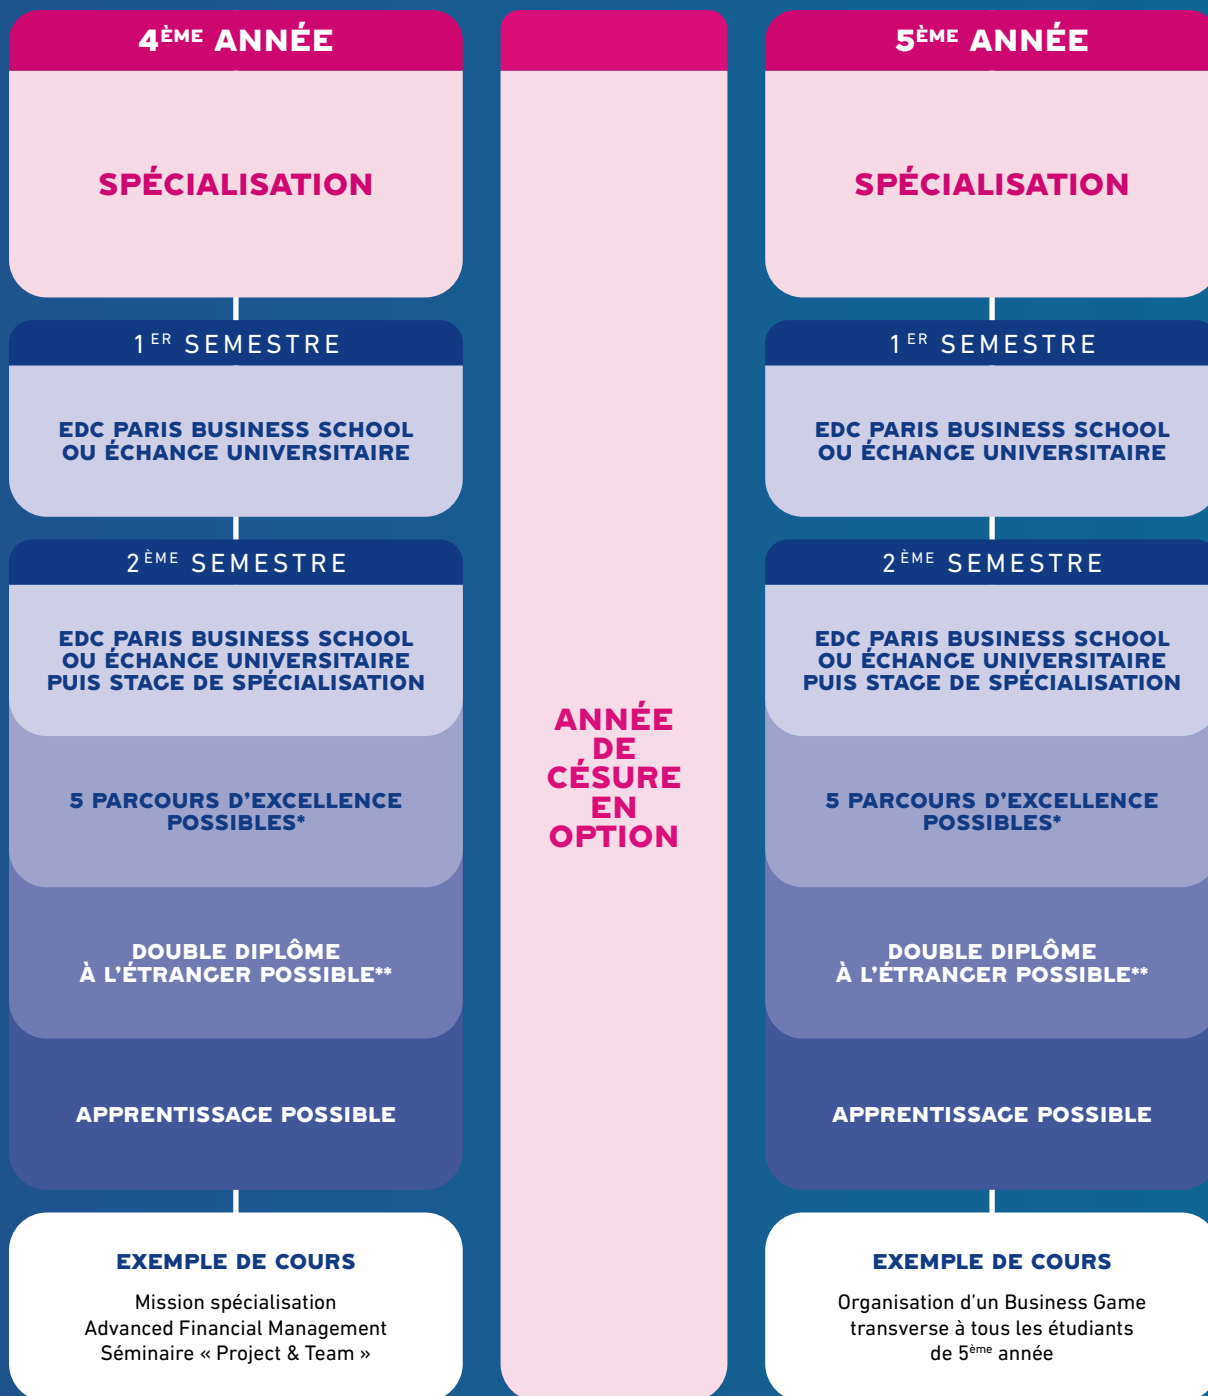 4ÈME ANNÉE
SPÉCIALISATION
1ER SEMESTRE
EDC PARIS BUSINESS SCHOOL
OU ÉCHANGE UNIVERSITAIRE
2ÈME SEMESTRE
EDC PARIS BUSINESS SCHOOL
OU ÉCHANGE UNIVERSITAIRE
PUIS STAGE DE SPÉCIALISATION
5 PARCOURS D'EXCELLENCE
POSSIBLES*
DOUBLE DIPLÔME
À L'ÉTRANGER POSSIBLE**
APPRENTISSAGE POSSIBLE
EXEMPLE DE COURS
Mission spécialisation
Advanced Financial Management
Séminaire « Project & Team »
ANNÉE
DE
CÉSURE
EN
OPTION
5ÈME ANNÉE
SPÉCIALISATION
1ER SEMESTRE
EDC PARIS BUSINESS SCHOOL
OU ÉCHANGE UNIVERSITAIRE
2ÈME SEMESTRE
EDC PARIS BUSINESS SCHOOL
OU ÉCHANGE UNIVERSITAIRE
PUIS STAGE DE SPÉCIALISATION
5 PARCOURS D'EXCELLENCE
POSSIBLES*
DOUBLE DIPLÔME
À L'ÉTRANGER POSSIBLE**
APPRENTISSAGE POSSIBLE
EXEMPLE DE COURS
Organisation d'un Business Game
transverse à tous les étudiants
de 5ème année